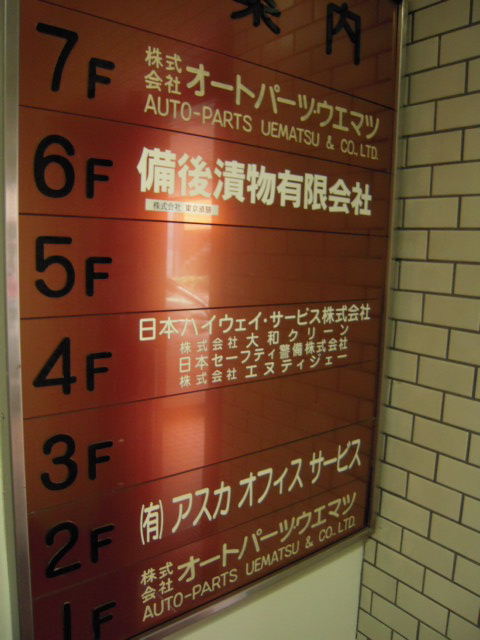 案内
7F
株式会社 オートパーツウエマツ
AUTO-PARTS UEMATSU & CO.LTD.
6F
備後漬物有限会社
株式会社 東京須藤
5F
4F
日本ハイウェイ・サービス株式会社
株式会社 大和クリーン
日本セーフティ警備株式会社
株式会社 エヌティジェー
3F
(有) アスカ オフィス サービス
2F
株式会社 オートパーツウエマツ
AUTO-PARTS UEMATSU & CO.LTD.
1F